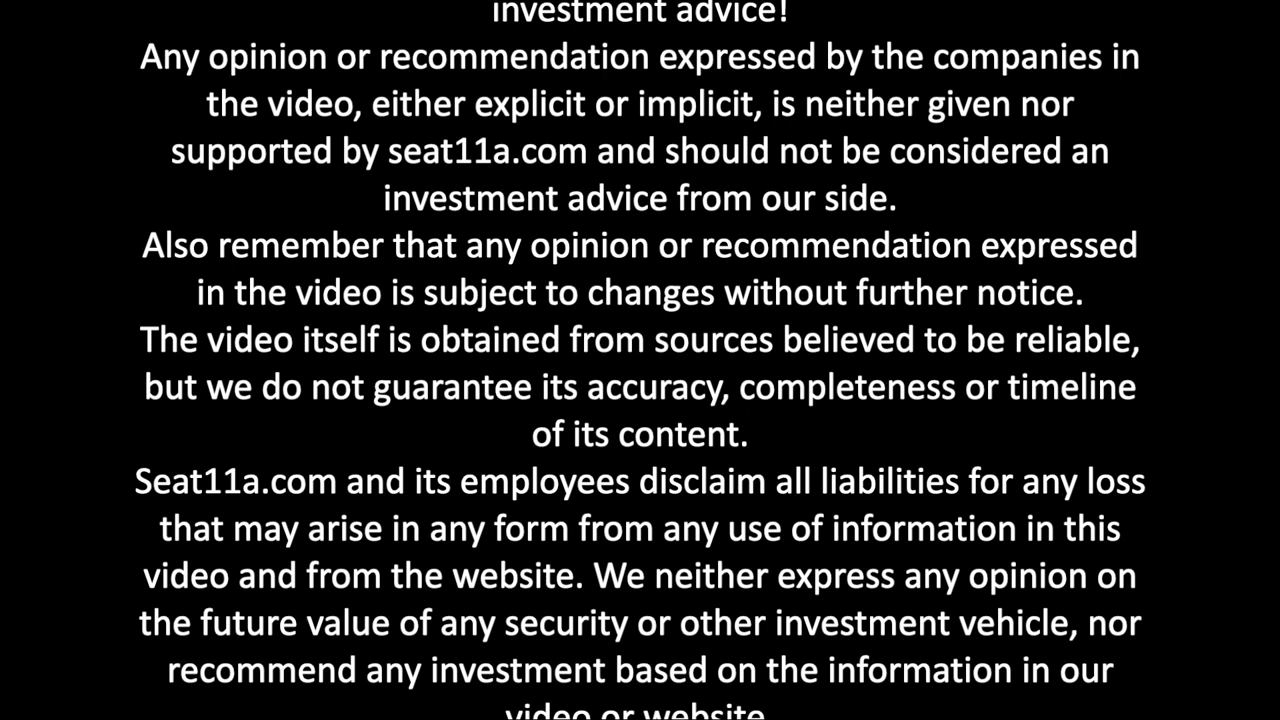 investment advice!
Any opinion or recommendation expressed by the companies in
the video, either explicit or implicit, is neither given nor
supported by seat11a.com and should not be considered an
investment advice from our side.
Also remember that any opinion or recommendation expressed
in the video is subject to changes without further notice.
The video itself is obtained from sources believed to be reliable,
but we do not guarantee its accuracy, completeness or timeline
of its content.
Seat11a.com and its employees disclaim all liabilities for any loss
that may arise in any form from any use of information in this
video and from the website. We neither express any opinion on
the future value of any security or other investment vehicle, nor
recommend any investment based on the information in our
video or website.